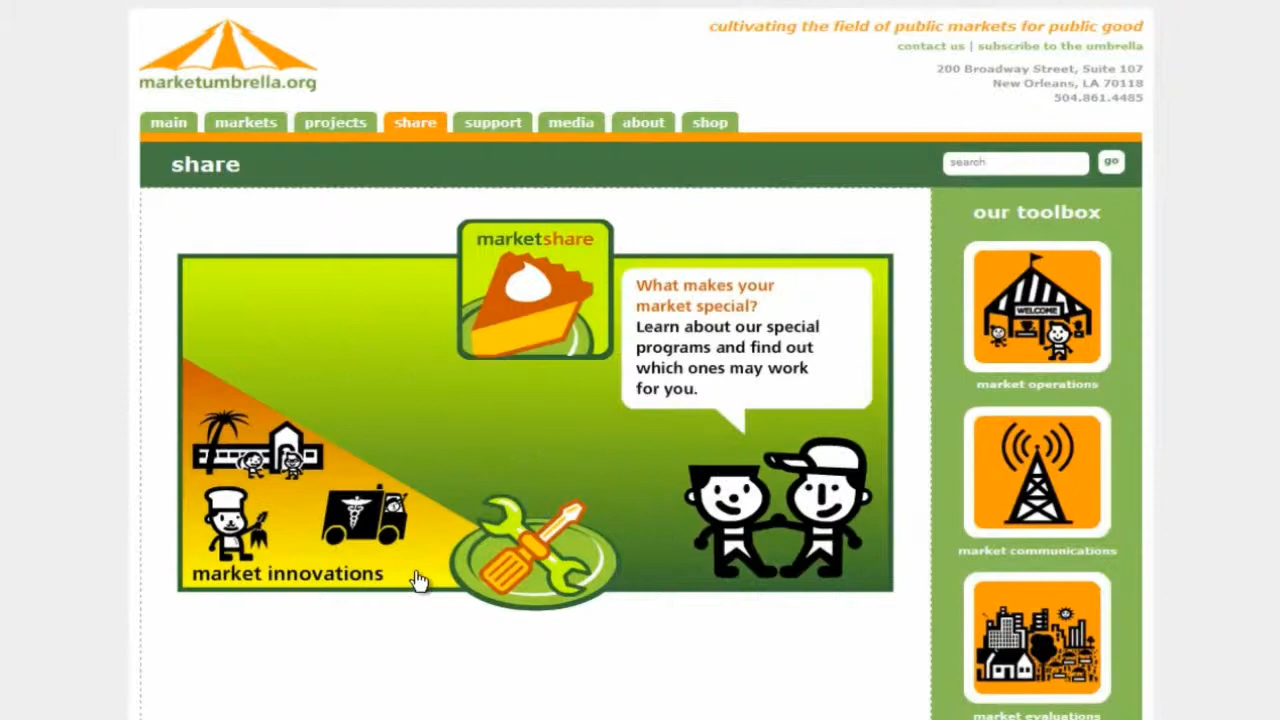 cultivating the field of public markets for public good
contact us | subscribe to the umbrella
200 Broadway Street, Suite 107
New Orleans, LA 70118
504.861.4485
marketumbrella.org
main markets projects share support media about shop
share
search go
our toolbox
marketshare
What makes your
market special?
Learn about our special
programs and find out
which ones may work
for you.
WELCOME
market operations
market communications
market innovations
market evaluations